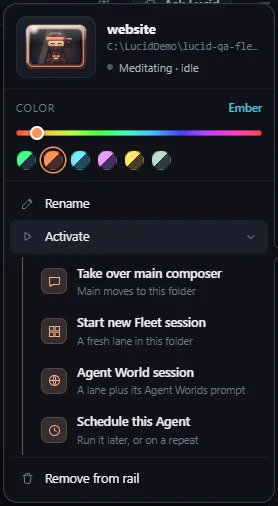 Ask Lucid
website
C:\LucidDemo\lucid-qa-fle…
Meditating · idle
COLOR
Ember
Rename
Activate
Take over main composer
Main moves to this folder
Start new Fleet session
A fresh lane in this folder
Agent World session
A lane plus its Agent Worlds prompt
Schedule this Agent
Run it later, or on a repeat
Remove from rail